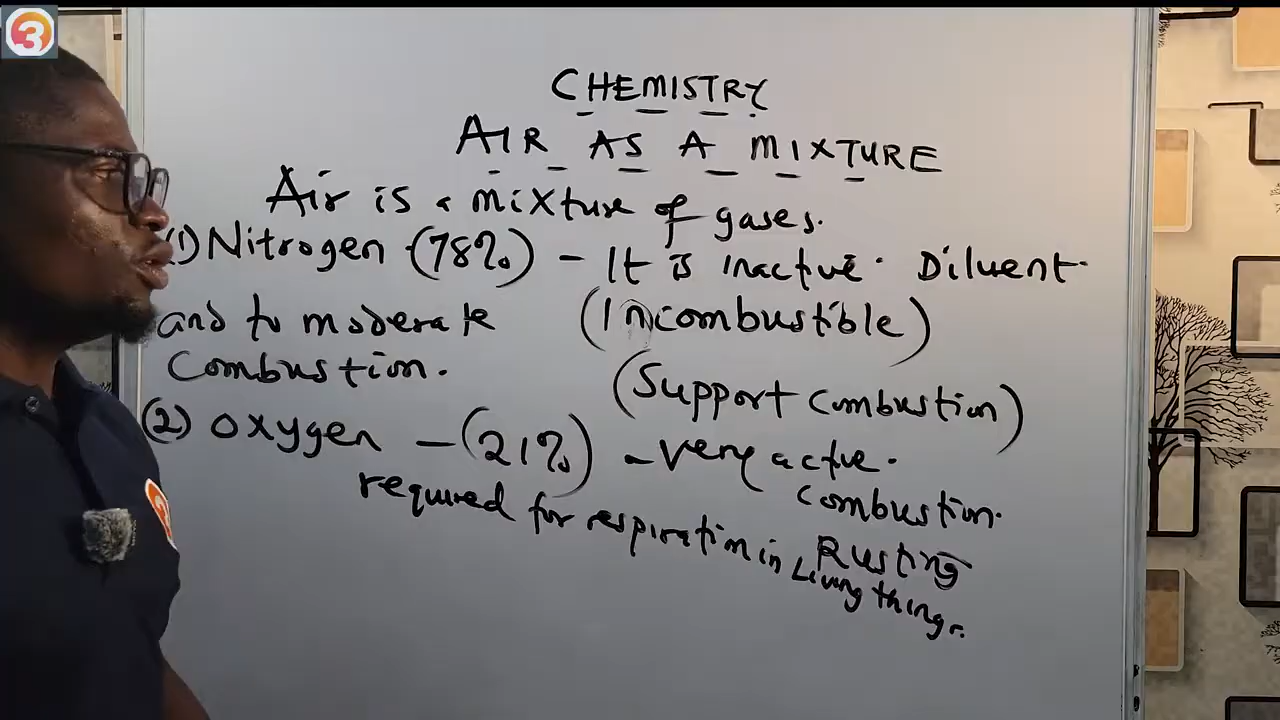 3
CHEMISTRY
AIR AS A MIXTURE
Air is a mixture of gases.
(1) Nitrogen (78%) - It is inactive. Diluent.
and to moderate (Incombustible)
Combustion.
(Support combustion)
(2) Oxygen - (21%) - very active.
combustion.
required for respiration in Living things.
Rusting